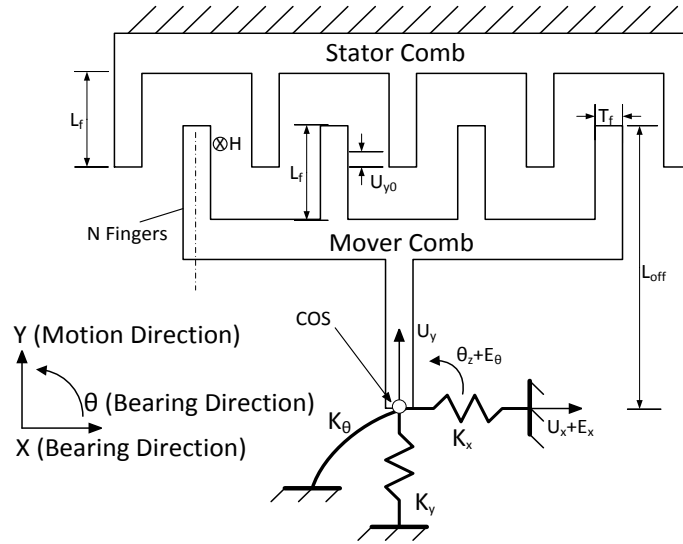 Stator Comb
L_f
T_f
⊗H
L_f
U_y0
N Fingers
Mover Comb
L_off
COS
U_y
Y (Motion Direction)
θ_z+E_θ
θ (Bearing Direction)
K_θ
X (Bearing Direction)
K_x
U_x+E_x
K_y